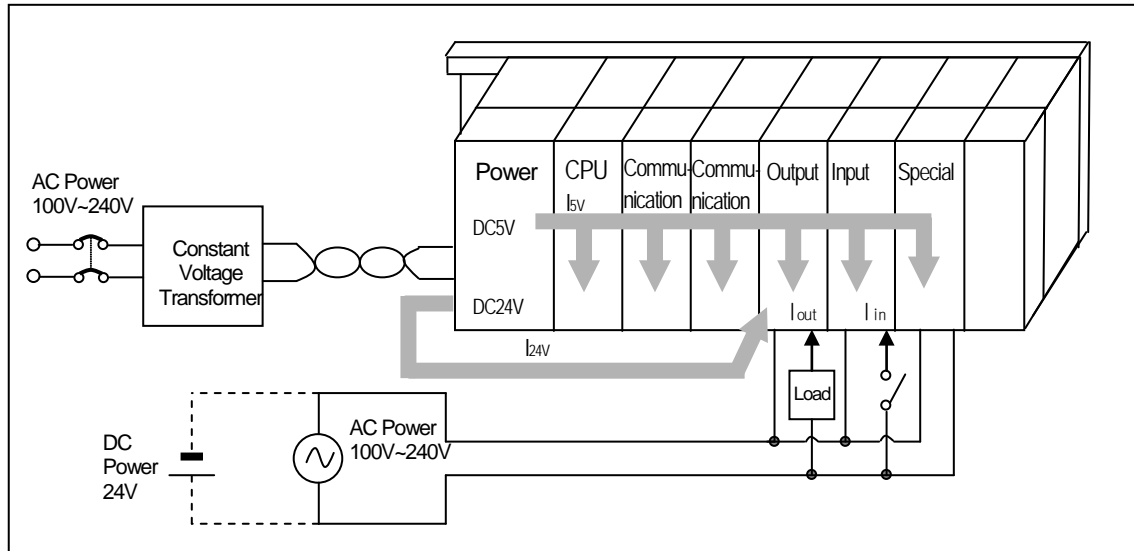 AC Power
100V~240V
Constant
Voltage
Transformer
Power
CPU
Commu-
nication
Commu-
nication
Output
Input
Special
I5V
DC5V
DC24V
I24V
Iout
Iin
Load
DC
Power
24V
AC Power
100V~240V